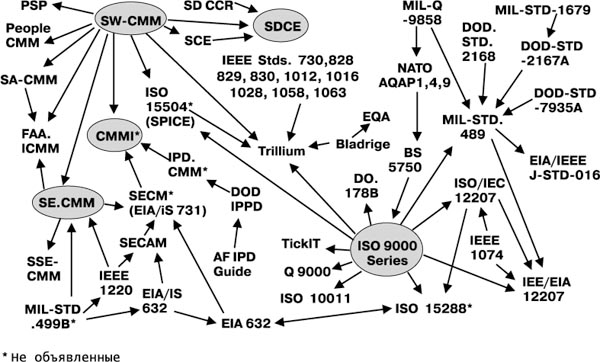 PSP
SW-CMM
SD CCR
SDCE
SCE
People
CMM
SA-CMM
MIL-Q
-9858
MIL-STD-1679
DOD.
STD.
2168
DOD-STD
-2167A
IEEE Stds. 730,828
829, 830, 1012, 1016
1028, 1058, 1063
NATO
AQAP1,4,9
DOD-STD
-7935A
ISO
15504*
(SPICE)
FAA.
ICMM
CMMI*
EQA
Bladrige
Trillium
MIL-STD.
489
BS
5750
EIA/IEEE
J-STD-016
IPD.
CMM*
DO.
178B
ISO/IEC
12207
SE.CMM
SECM*
(EIA/iS 731)
DOD
IPPD
SECAM
TickIT
ISO 9000
Series
IEEE
1074
SSE-
CMM
IEEE
1220
AF IPD
Guide
Q 9000
ISO 10011
IEE/EIA
12207
MIL-STD
.499B*
EIA/IS
632
EIA 632
ISO 15288*
* Не объявленные